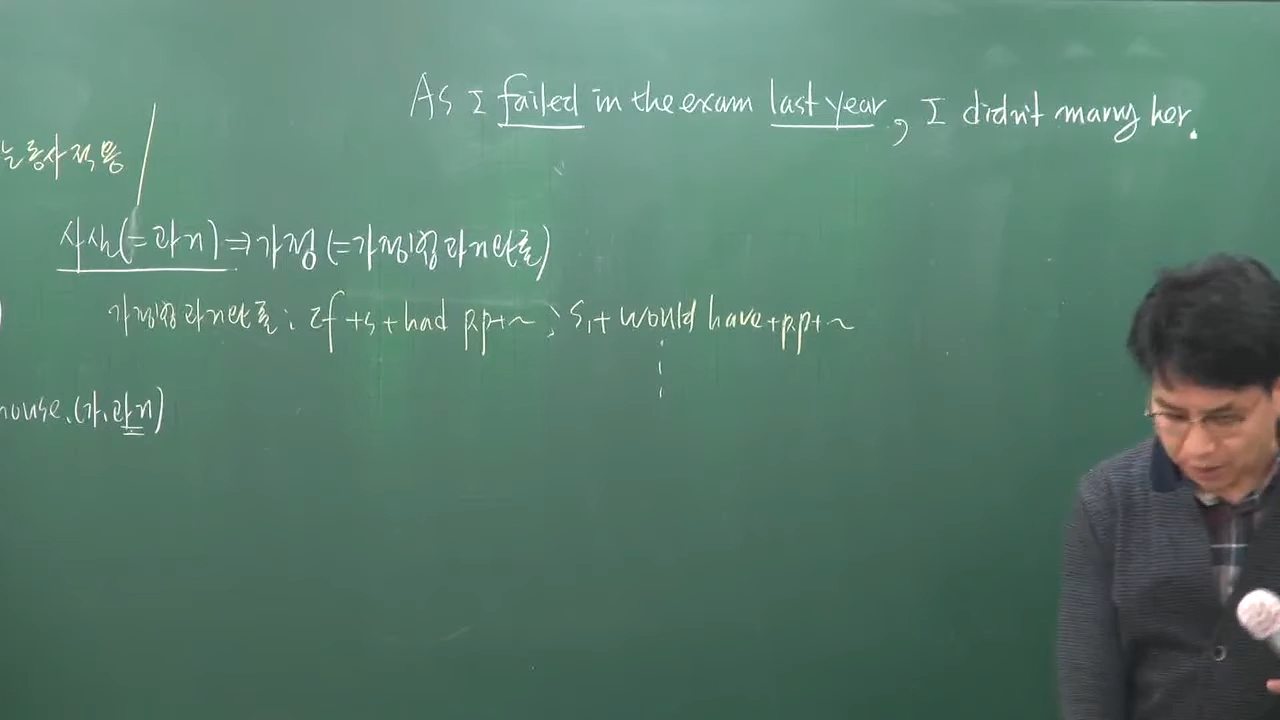 As I failed in the exam last year, I didn't marry her.
는 동사 적용
사실(=과거) ⇒ 가정(=가정법 과거완료)
가정법 과거완료: If + s + had p.p + ~, S, + would have + p.p + ~
house. (가, 과거)